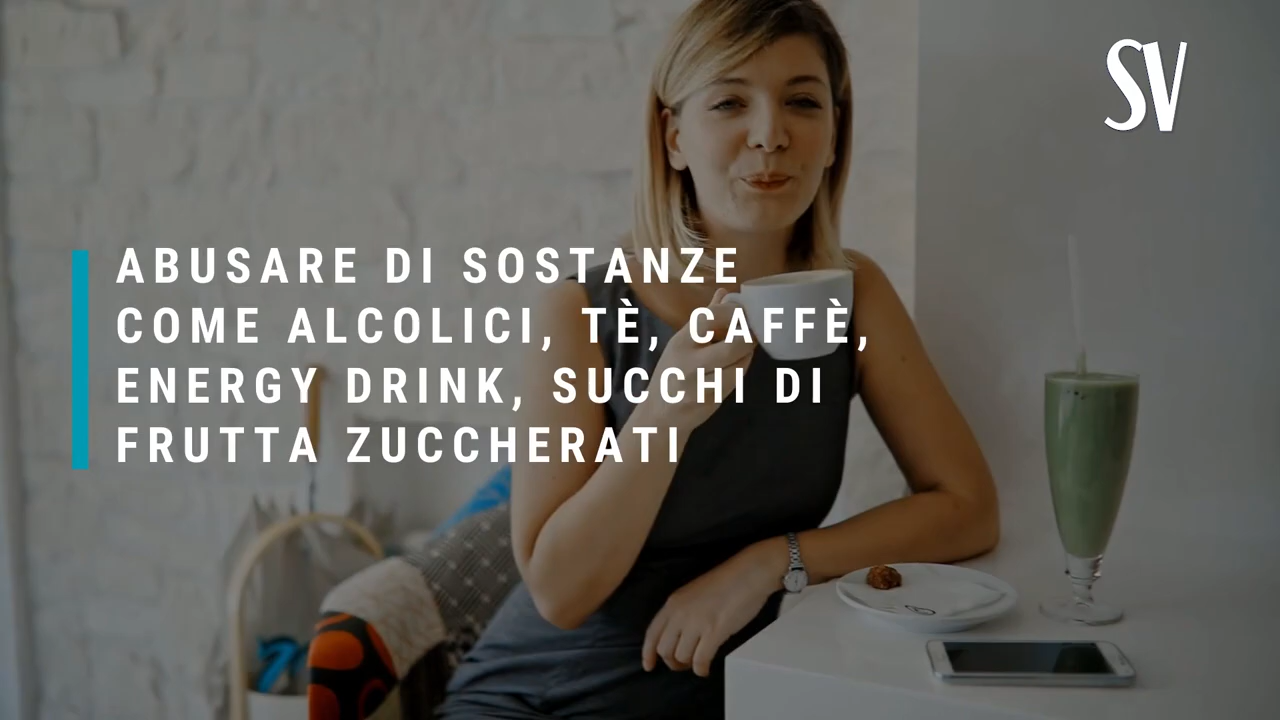 SV
ABUSARE DI SOSTANZE
COME ALCOLICI, TÈ, CAFFÈ,
ENERGY DRINK, SUCCHI DI
FRUTTA ZUCCHERATI